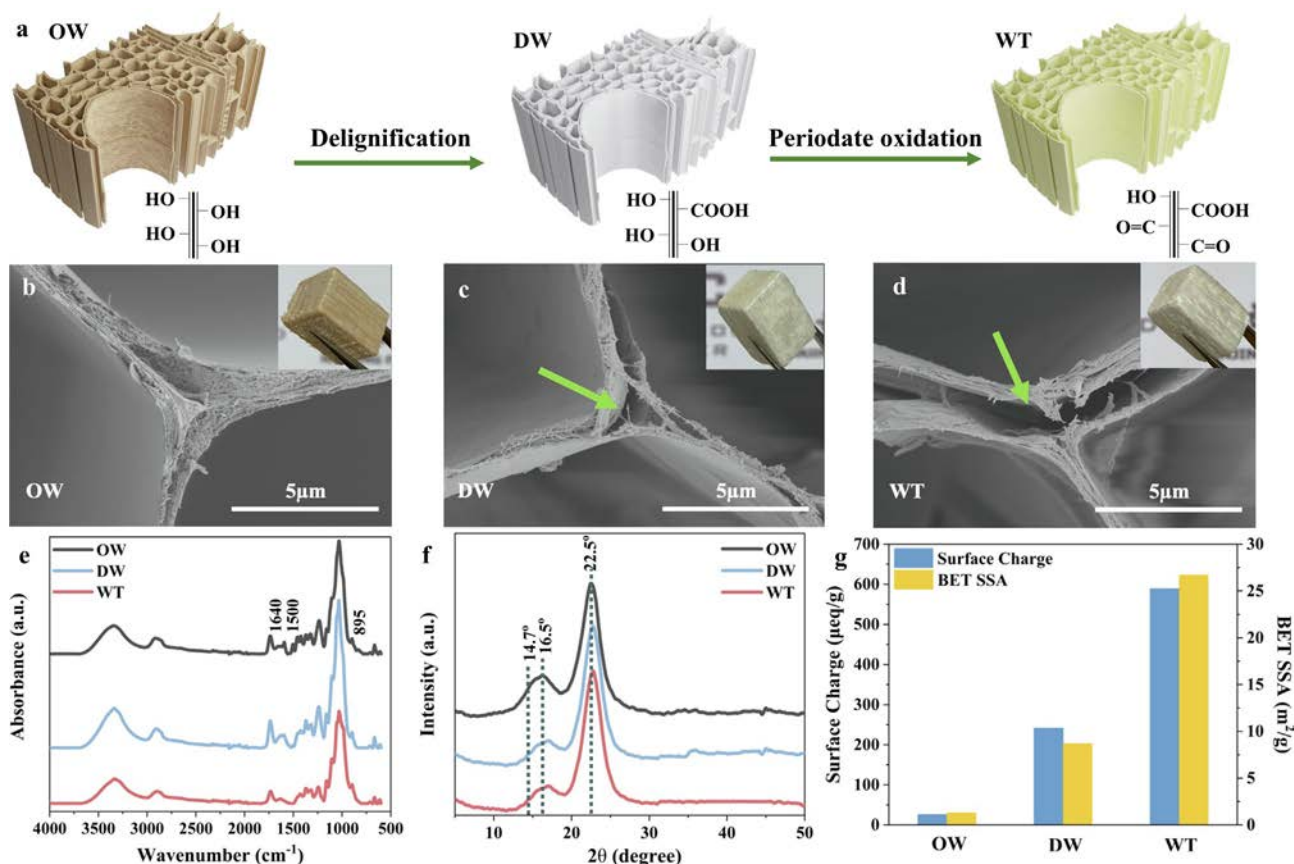 a OW DW WT
Delignification
Periodate oxidation
HO
OH
HO
OH
HO
COOH
HO
OH
HO
COOH
O=C
C=O
b
OW
5μm
c
DW
5μm
d
WT
5μm
e
OW
DW
WT
1640 1500 895
Absorbance (a.u.)
4000 3500 3000 2500 2000 1500 1000 500
Wavenumber (cm⁻¹)
f
OW
DW
WT
14.7°
16.5°
22.5°
Intensity (a.u.)
10 20 30 40 50
2θ (degree)
g
Surface Charge
BET SSA
Surface Charge (μeq/g)
700
600
500
400
300
200
100
0
BET SSA (m²/g)
30
25
20
15
10
5
0
OW DW WT